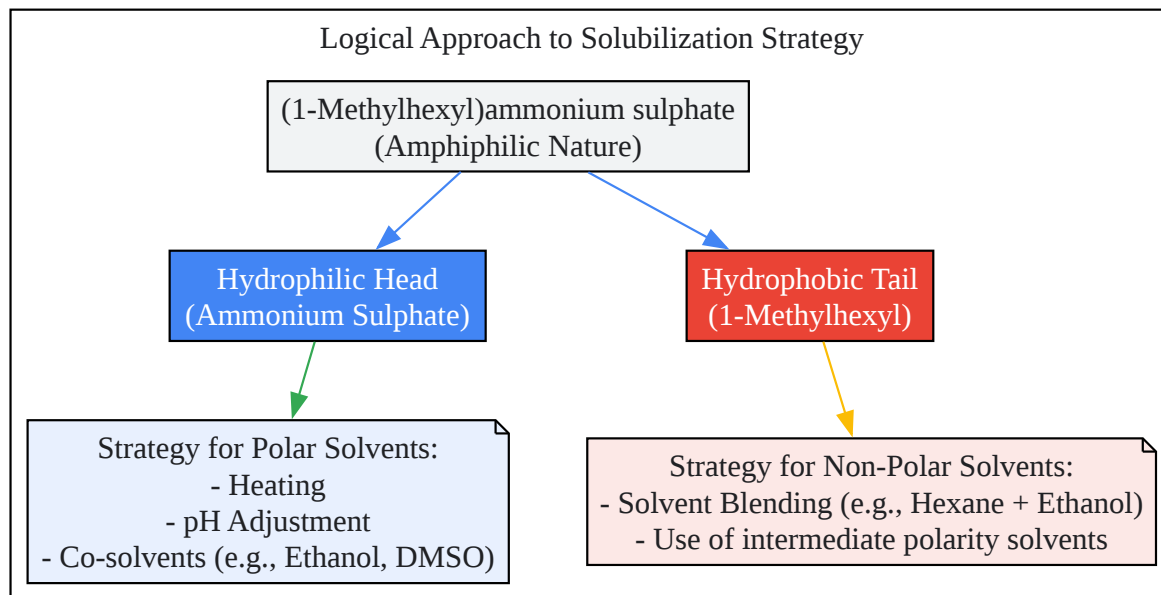 Logical Approach to Solubilization Strategy
(1-Methylhexyl)ammonium sulphate
(Amphiphilic Nature)
Hydrophilic Head
(Ammonium Sulphate)
Hydrophobic Tail
(1-Methylhexyl)
Strategy for Polar Solvents:
- Heating
- pH Adjustment
- Co-solvents (e.g., Ethanol, DMSO)
Strategy for Non-Polar Solvents:
- Solvent Blending (e.g., Hexane + Ethanol)
- Use of intermediate polarity solvents